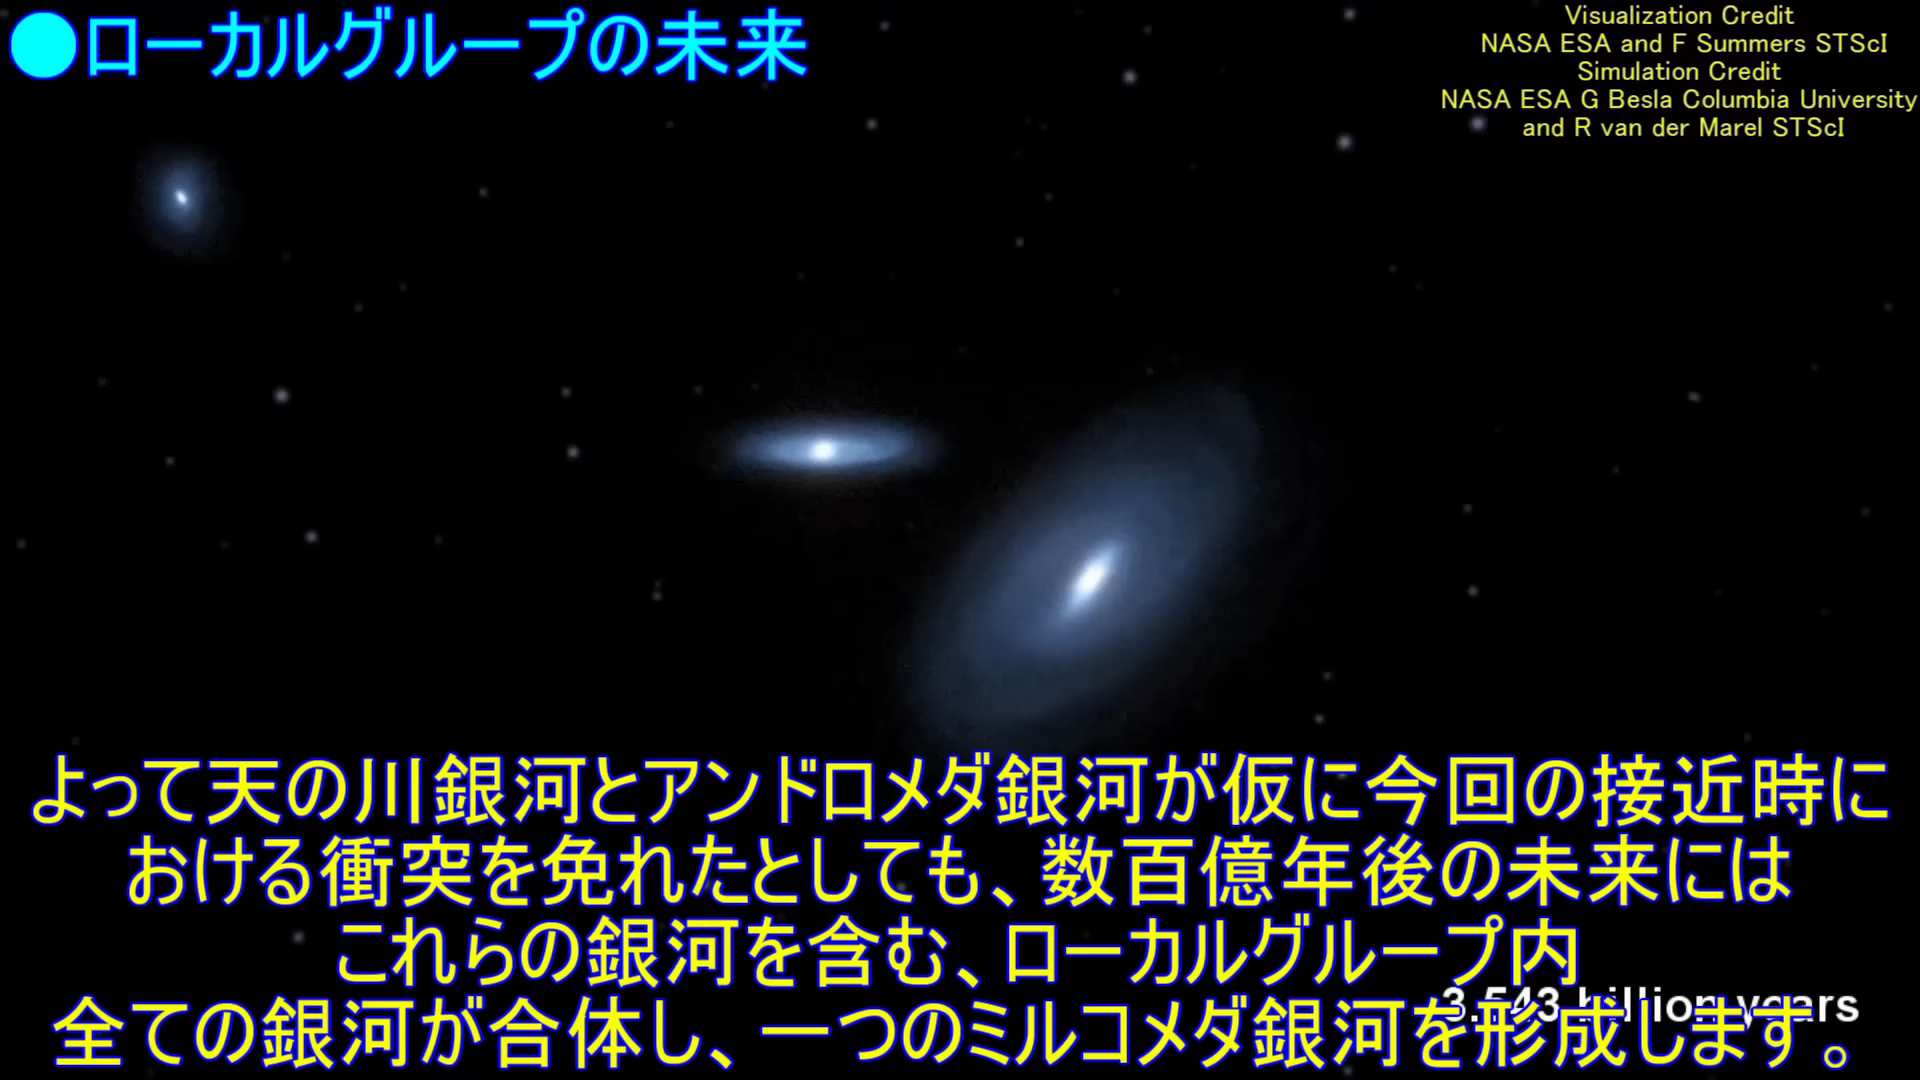 ●ローカルグループの未来
Visualization Credit
NASA ESA and F Summers STScI
Simulation Credit
NASA ESA G Besla Columbia University
and R van der Marel STScI
よって天の川銀河とアンドロメダ銀河が仮に今回の接近時に
おける衝突を免れたとしても、数百億年後の未来には
これらの銀河を含む、ローカルグループ内
全ての銀河が合体し、一つのミルコメダ銀河を形成します。
3.543 billion years